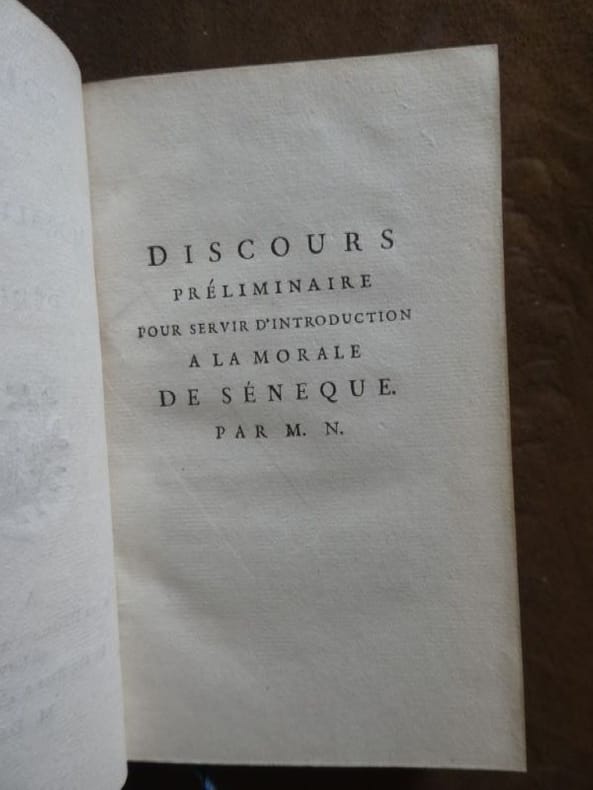 DISCOURS
PRÉLIMINAIRE
POUR SERVIR D'INTRODUCTION
A LA MORALE
DE SÉNEQUE.
PAR M. N.